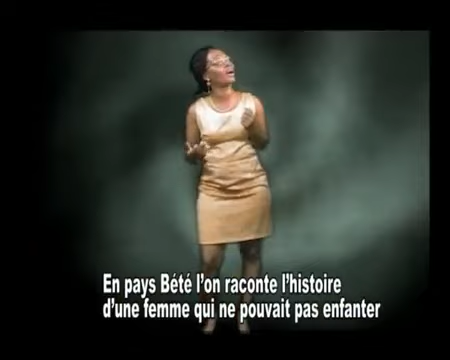 En pays Bété l'on raconte l'histoire
d'une femme qui ne pouvait pas enfanter